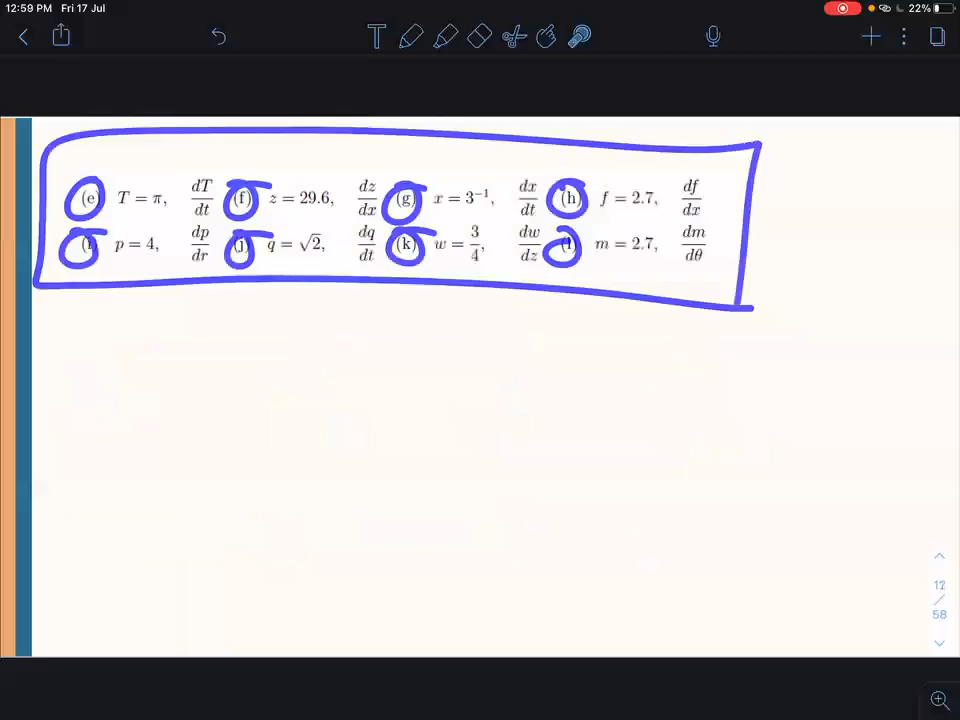 12:59 PM Fri 17 Jul
22%
T
(e) T = π, dT/dt (f) z = 29.6, dz/dx (g) x = 3⁻¹, dx/dt (h) f = 2.7, df/dx
(i) p = 4, dp/dr (j) q = √2, dq/dt (k) w = 3/4, dw/dz (l) m = 2.7, dm/dθ
12
/
58